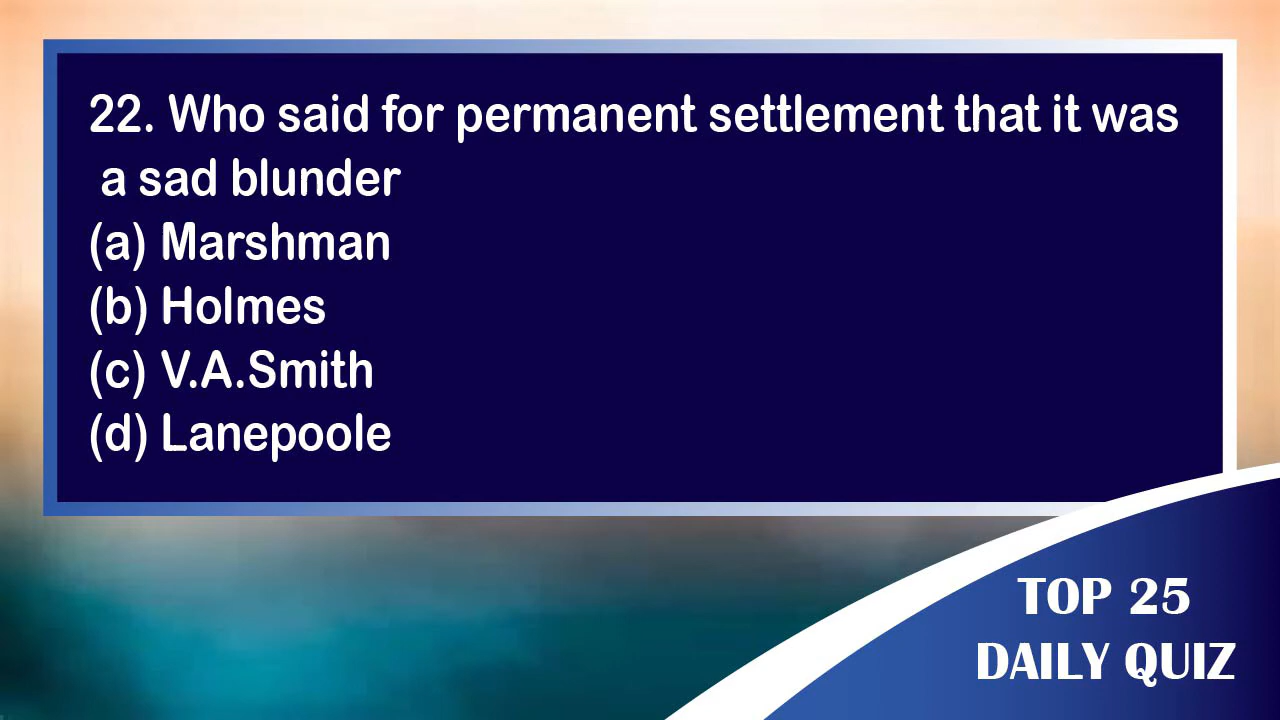 22. Who said for permanent settlement that it was
a sad blunder
(a) Marshman
(b) Holmes
(c) V.A.Smith
(d) Lanepoole
TOP 25
DAILY QUIZ